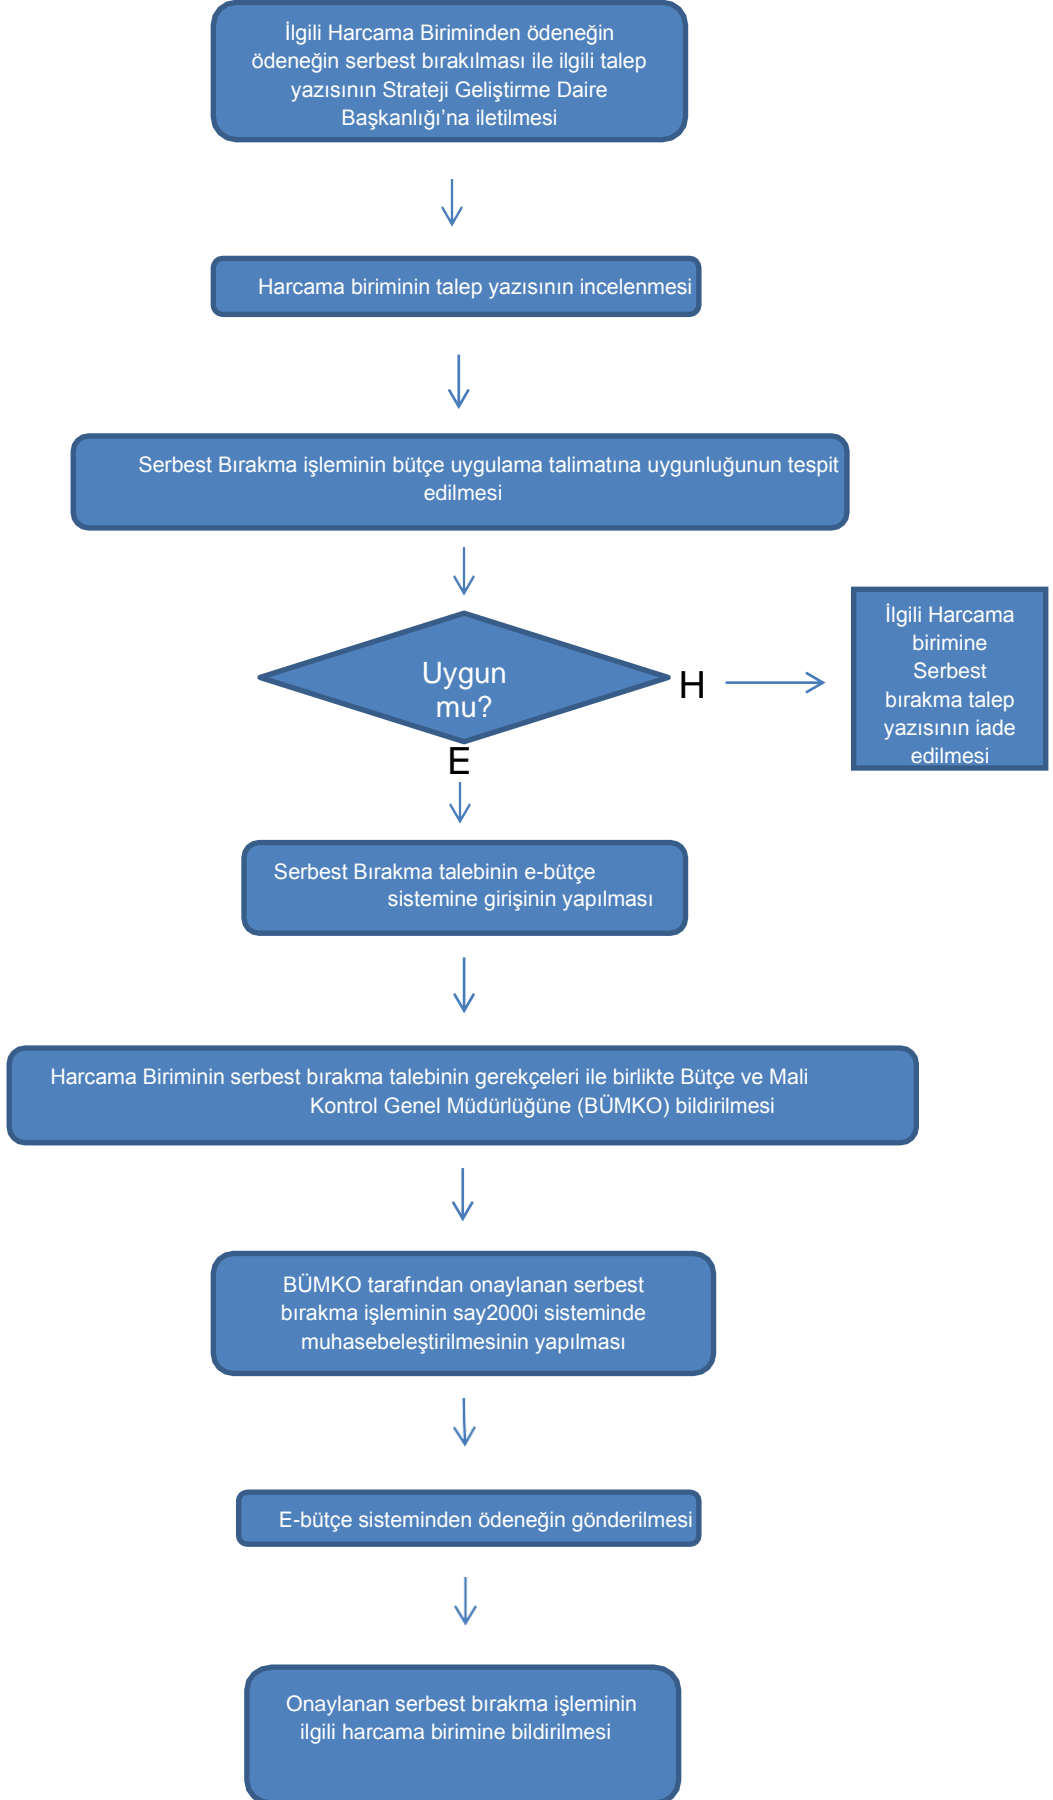 İlgili Harcama Biriminden ödeneğin
ödeneğin serbest bırakılması ile ilgili talep
yazısının Strateji Geliştirme Daire
Başkanlığı’na iletilmesi
Harcama biriminin talep yazısının incelenmesi
Serbest Bırakma işleminin bütçe uygulama talimatına uygunluğunun tespit
edilmesi
Uygun
mu?
H
İlgili Harcama
birimine
Serbest
bırakma talep
yazısının iade
edilmesi
E
Serbest Bırakma talebinin e-bütçe
sistemine girişinin yapılması
Harcama Biriminin serbest bırakma talebinin gerekçeleri ile birlikte Bütçe ve Mali
Kontrol Genel Müdürlüğüne (BÜMKO) bildirilmesi
BÜMKO tarafından onaylanan serbest
bırakma işleminin say2000i sisteminde
muhasebeleştirilmesinin yapılması
E-bütçe sisteminden ödeneğin gönderilmesi
Onaylanan serbest bırakma işleminin
ilgili harcama birimine bildirilmesi